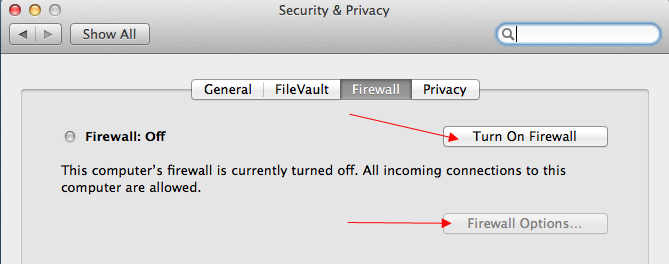 Security & Privacy
Show All
General FileVault Firewall Privacy
Firewall: Off
Turn On Firewall
This computer's firewall is currently turned off. All incoming connections to this
computer are allowed.
Firewall Options...